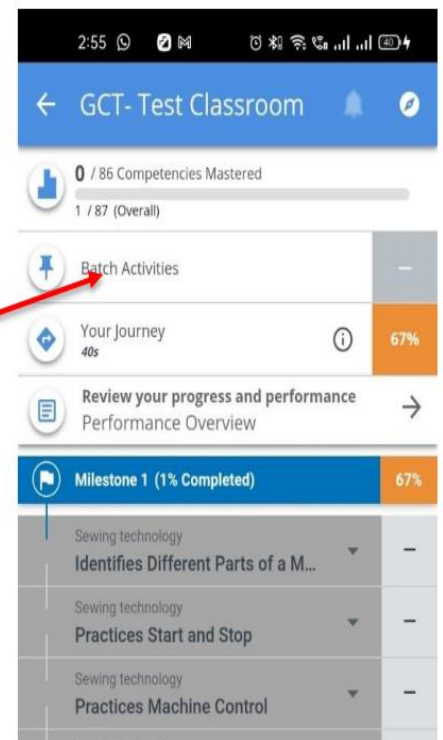 2:55 40
GCT- Test Classroom
0 / 86 Competencies Mastered
1 / 87 (Overall)
Batch Activities –
Your Journey 67%
40s
Review your progress and performance
Performance Overview
Milestone 1 (1% Completed) 67%
Sewing technology
Identifies Different Parts of a M... –
Sewing technology
Practices Start and Stop –
Sewing technology
Practices Machine Control –